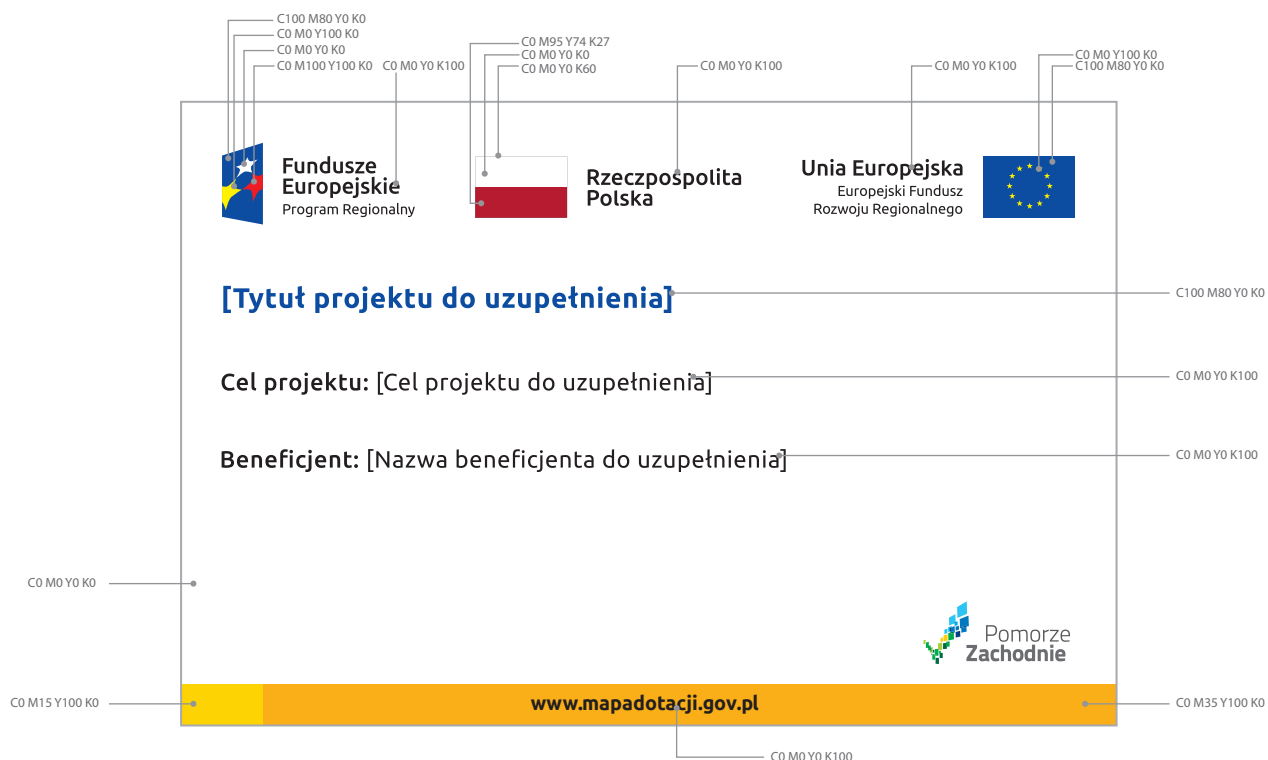 C100 M80 Y0 K0
C0 M0 Y100 K0
C0 M0 Y0 K0
C0 M100 Y100 K0
C0 M0 Y0 K100
C0 M95 Y74 K27
C0 M0 Y0 K0
C0 M0 Y0 K60
C0 M0 Y0 K100
C0 M0 Y0 K100
C0 M0 Y100 K0
C100 M80 Y0 K0
Fundusze
Europejskie
Program Regionalny
Rzeczpospolita
Polska
Unia Europejska
Europejski Fundusz
Rozwoju Regionalnego
[Tytuł projektu do uzupełnienia]
C100 M80 Y0 K0
Cel projektu: [Cel projektu do uzupełnienia]
C0 M0 Y0 K100
Beneficjent: [Nazwa beneficjenta do uzupełnienia]
C0 M0 Y0 K100
C0 M0 Y0 K0
Pomorze
Zachodnie
C0 M15 Y100 K0
www.mapadotacji.gov.pl
C0 M35 Y100 K0
C0 M0 Y0 K100